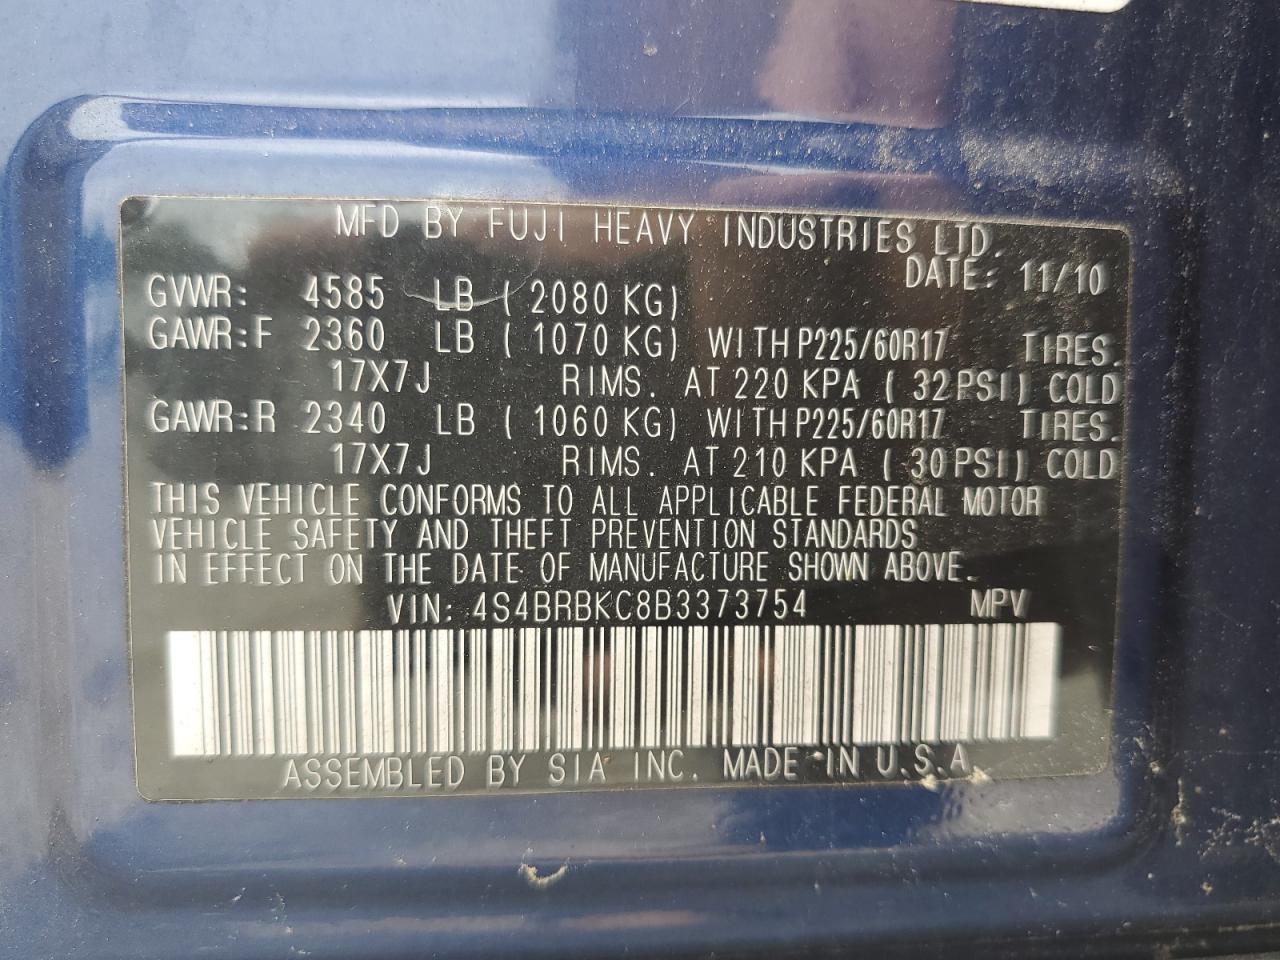 MFD BY FUJI HEAVY INDUSTRIES LTD.
DATE: 11/10
GVWR: 4585 LB ( 2080 KG)
GAWR:F 2360 LB ( 1070 KG) WITH P225/60R17 TIRES.
17X7J RIMS. AT 220 KPA ( 32PSI) COLD
GAWR:R 2340 LB ( 1060 KG) WITH P225/60R17 TIRES.
17X7J RIMS. AT 210 KPA ( 30PSI) COLD
THIS VEHICLE CONFORMS TO ALL APPLICABLE FEDERAL MOTOR
VEHICLE SAFETY AND THEFT PREVENTION STANDARDS
IN EFFECT ON THE DATE OF MANUFACTURE SHOWN ABOVE.
VIN: 4S4BRBKC8B3373754 MPV
ASSEMBLED BY SIA INC. MADE IN U.S.A